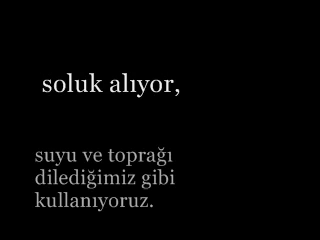 soluk alıyor,
suyu ve toprağı
dilediğimiz gibi
kullanıyoruz.